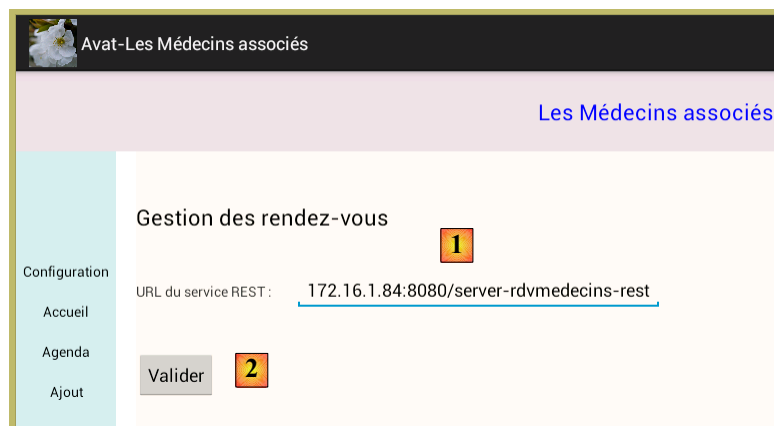 Avat-Les Médecins associés
Les Médecins associés
Gestion des rendez-vous
1
Configuration
URL du service REST :
172.16.1.84:8080/server-rdvmedecins-rest
Accueil
Agenda
Valider
2
Ajout